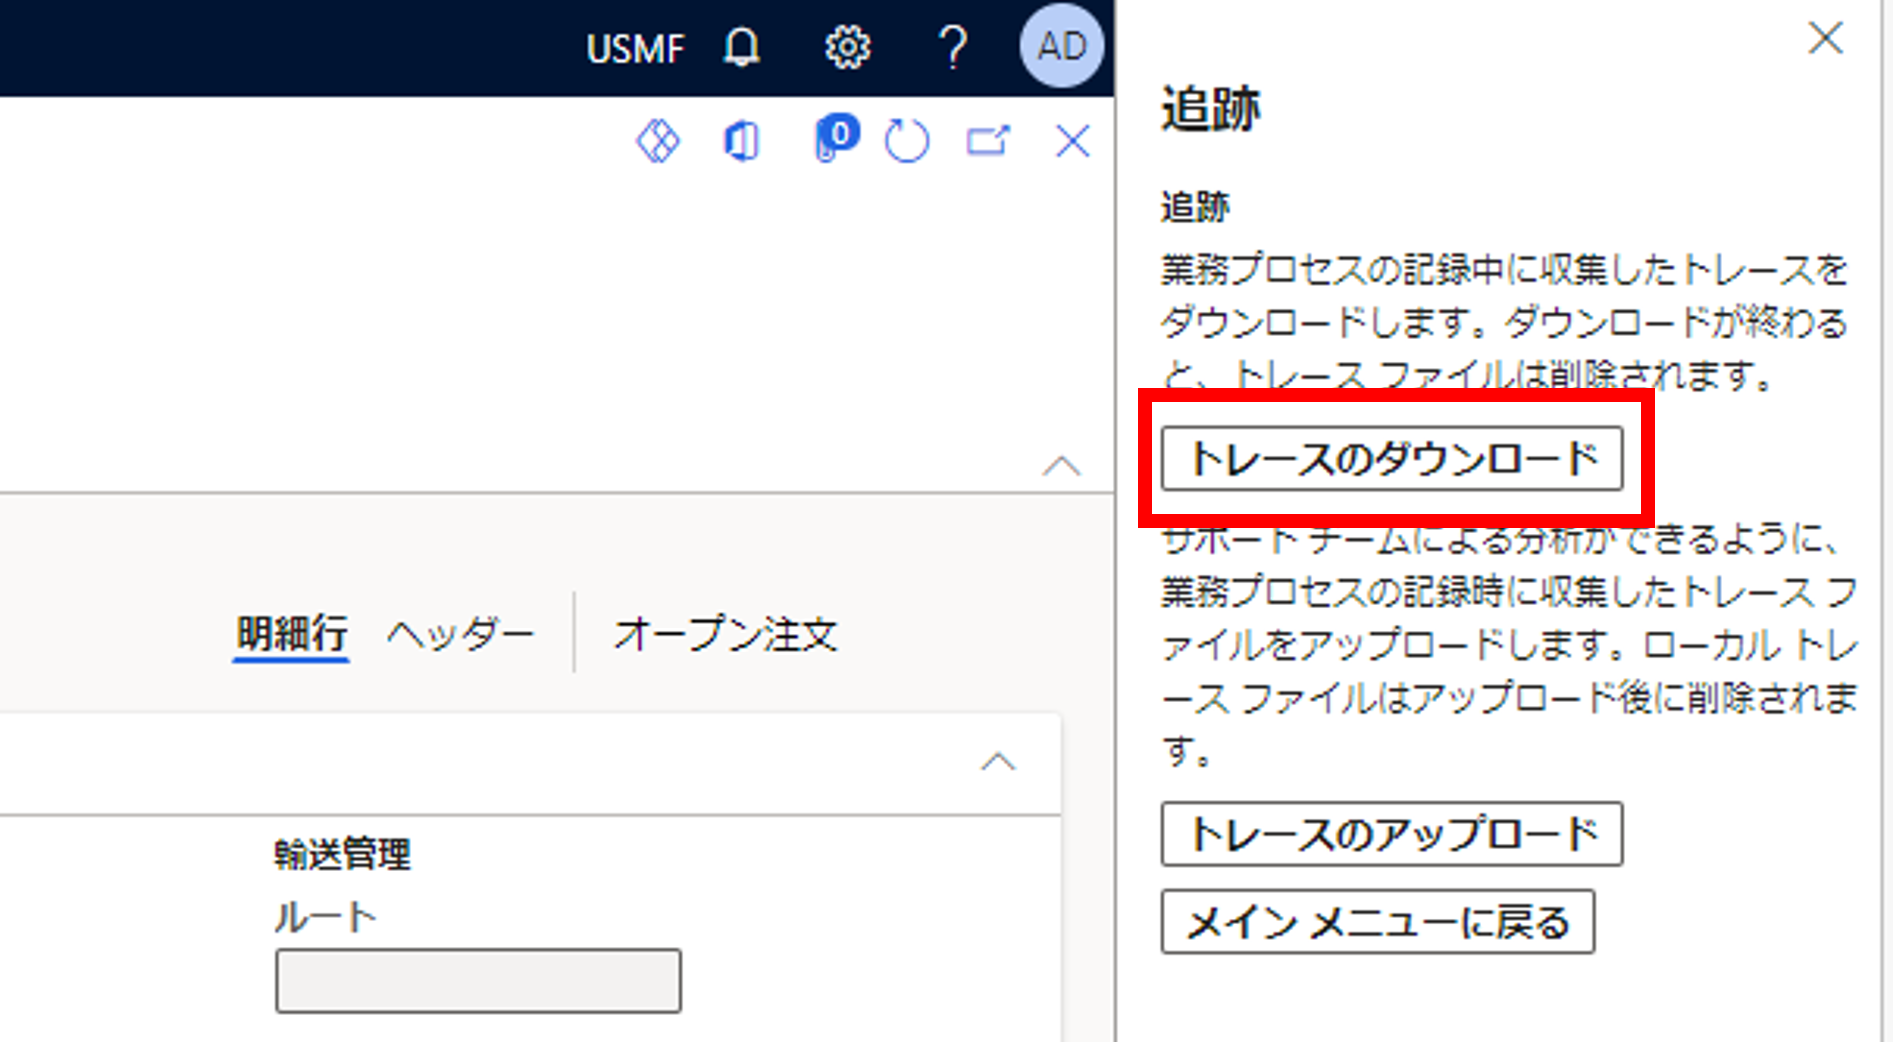 USMF
?
AD
0
明細行 ヘッダー オープン注文
輸送管理
ルート
追跡
追跡
業務プロセスの記録中に収集したトレースを
ダウンロードします。ダウンロードが終わる
と、トレース ファイルは削除されます。
トレースのダウンロード
サポート チームによる分析ができるように、
業務プロセスの記録時に収集したトレース フ
ァイルをアップロードします。ローカル トレ
ース ファイルはアップロード後に削除されま
す。
トレースのアップロード
メイン メニューに戻る